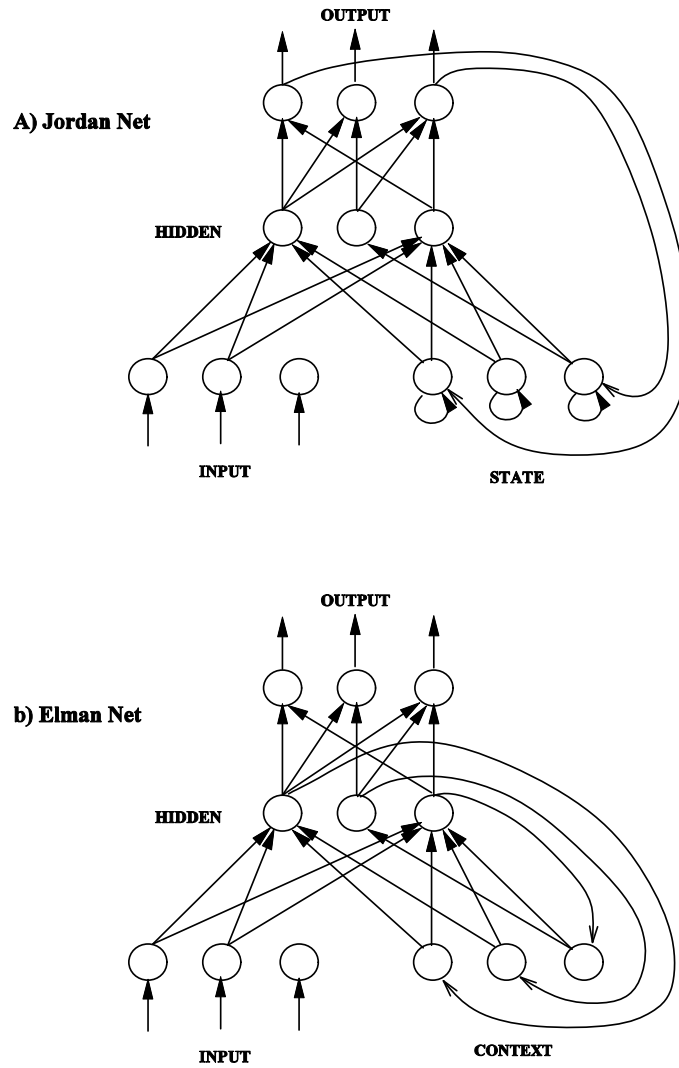 OUTPUT
A) Jordan Net
HIDDEN
INPUT
STATE
OUTPUT
b) Elman Net
HIDDEN
INPUT
CONTEXT